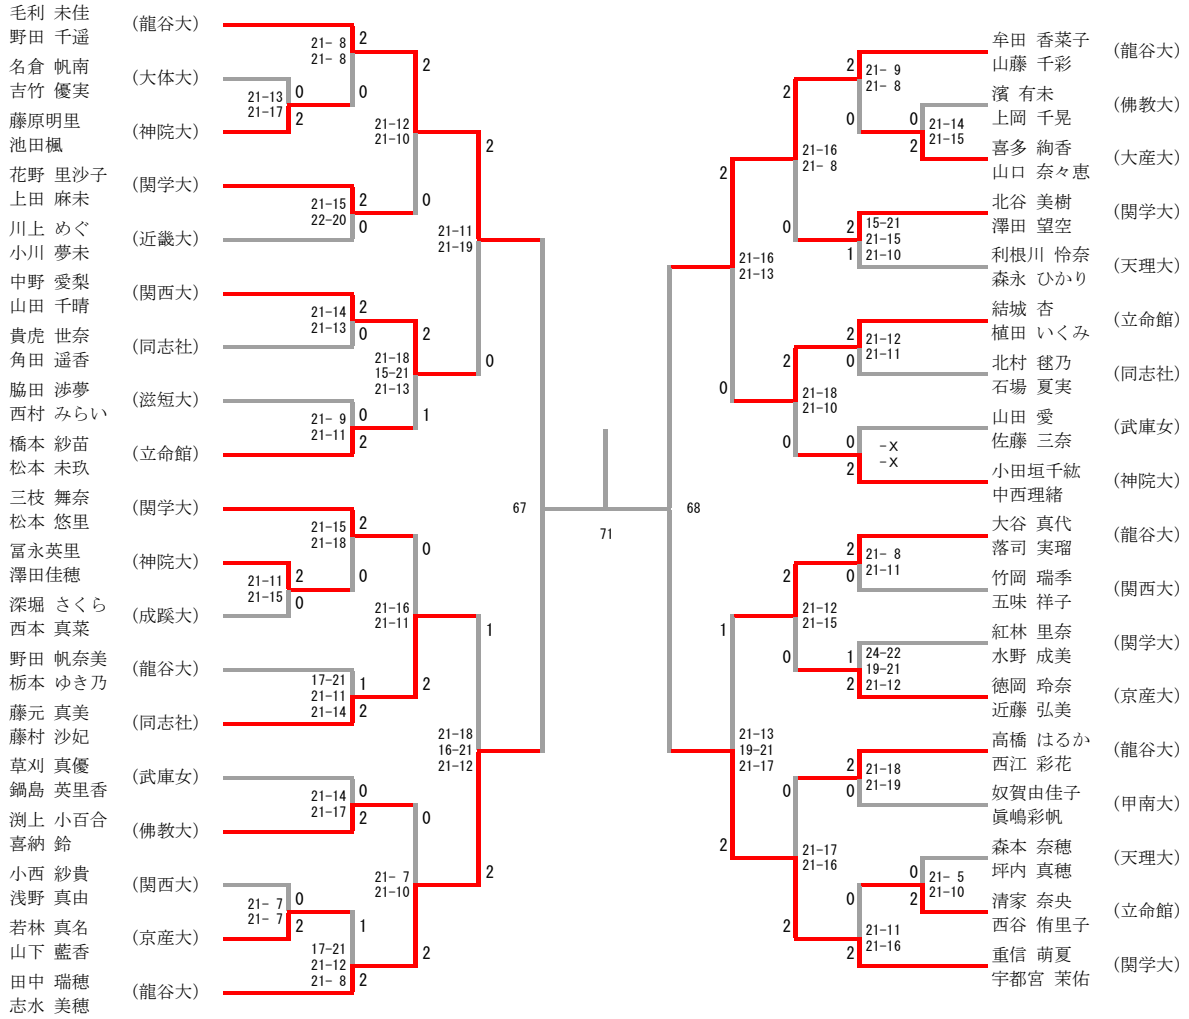 毛利 未佳
野田 千遥
(龍谷大)
名倉 帆南
吉竹 優実
(大体大)
藤原明里
池田楓
(神院大)
花野 里沙子
上田 麻未
(関学大)
川上 めぐ
小川 夢未
(近畿大)
中野 愛梨
山田 千晴
(関西大)
貴虎 世奈
角田 遥香
(同志社)
脇田 渉夢
西村 みらい
(滋短大)
橋本 紗苗
松本 未玖
(立命館)
三枝 舞奈
松本 悠里
(関学大)
冨永英里
澤田佳穂
(神院大)
深堀 さくら
西本 真菜
(成蹊大)
野田 帆奈美
栃本 ゆき乃
(龍谷大)
藤元 真美
藤村 沙妃
(同志社)
草刈 真優
鍋島 英里香
(武庫女)
渕上 小百合
喜納 鈴
(佛教大)
小西 紗貴
浅野 真由
(関西大)
若林 真名
山下 藍香
(京産大)
田中 瑞穂
志水 美穂
(龍谷大)
21- 8
21- 8
2
0
21-13
21-17
0
2
21-15
22-20
2
0
21-12
21-10
2
0
21-14
21-13
2
0
21- 9
21-11
0
2
21-18
15-21
21-13
2
1
21-11
21-19
2
0
21-15
21-18
2
0
21-11
21-15
2
0
17-21
21-11
21-14
1
2
21-16
21-11
0
2
21-14
21-17
0
2
21- 7
21- 7
0
2
17-21
21-12
21- 8
1
2
21- 7
21-10
0
2
21-18
16-21
21-12
1
2
67
71
68
牟田 香菜子
山藤 千彩
(龍谷大)
濱 有未
上岡 千晃
(佛教大)
喜多 絢香
山口 奈々恵
(大産大)
北谷 美樹
澤田 望空
(関学大)
利根川 怜奈
森永 ひかり
(天理大)
結城 杏
植田 いくみ
(立命館)
北村 毬乃
石場 夏実
(同志社)
山田 愛
佐藤 三奈
(武庫女)
小田垣千紘
中西理緒
(神院大)
大谷 真代
落司 実瑠
(龍谷大)
竹岡 瑞季
五味 祥子
(関西大)
紅林 里奈
水野 成美
(関学大)
徳岡 玲奈
近藤 弘美
(京産大)
高橋 はるか
西江 彩花
(龍谷大)
奴賀由佳子
眞嶋彩帆
(甲南大)
森本 奈穂
坪内 真穂
(天理大)
清家 奈央
西谷 侑里子
(立命館)
重信 萌夏
宇都宮 茉佑
(関学大)
2
21- 9
21- 8
0
0
21-14
21-15
2
2
21-16
21- 8
0
2
15-21
21-15
21-10
1
2
21-16
21-13
0
2
21-12
21-11
0
2
21-18
21-10
0
0
-X
-X
2
2
21- 8
21-11
0
2
21-12
21-15
0
1
24-22
19-21
21-12
2
1
21-13
19-21
21-17
2
2
21-18
21-19
0
0
21-17
21-16
2
0
21- 5
21-10
2
0
21-11
21-16
2